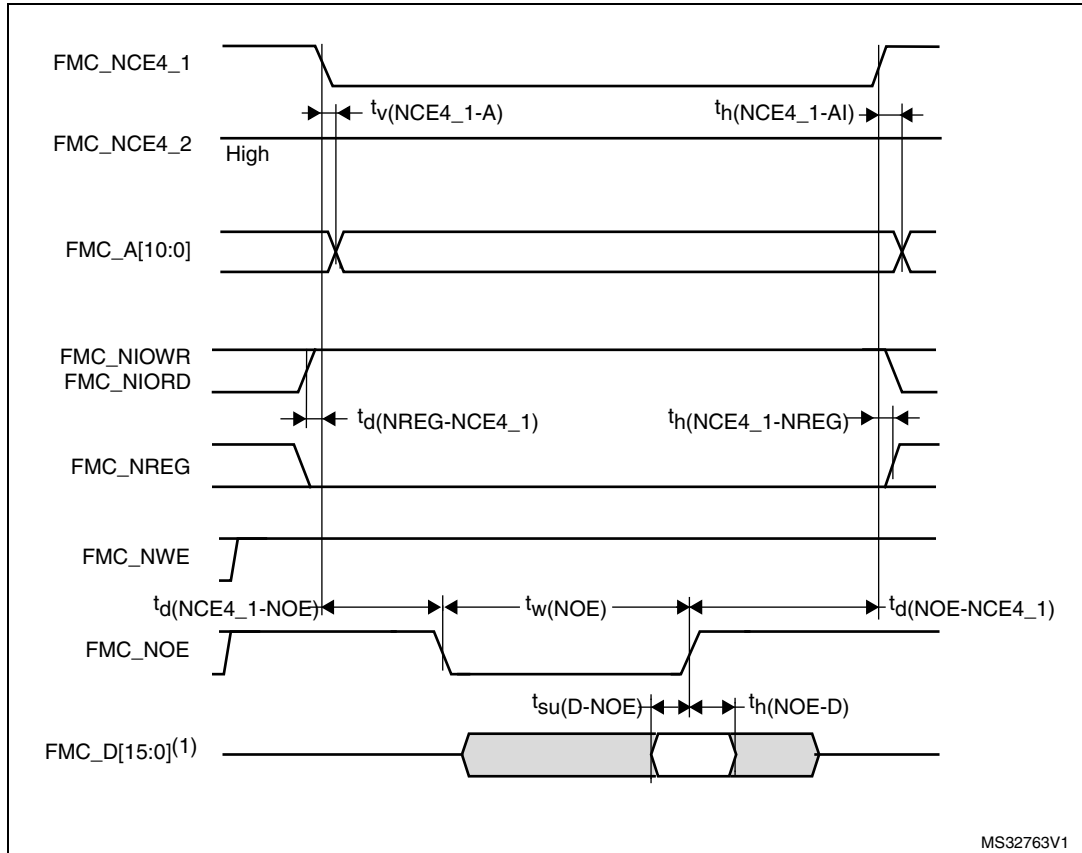 FMC_NCE4_1
tv(NCE4_1-A)
th(NCE4_1-AI)
FMC_NCE4_2
High
FMC_A[10:0]
FMC_NIOWR
FMC_NIORD
td(NREG-NCE4_1)
th(NCE4_1-NREG)
FMC_NREG
FMC_NWE
td(NCE4_1-NOE)
tw(NOE)
td(NOE-NCE4_1)
FMC_NOE
tsu(D-NOE)
th(NOE-D)
FMC_D[15:0](1)
MS32763V1